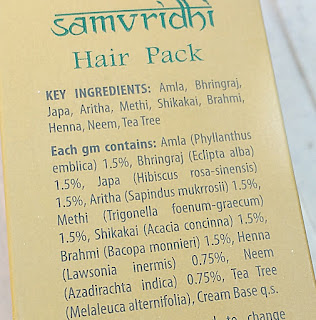 samvridhi
Hair Pack
KEY INGREDIENTS: Amla, Bhringraj,
Japa, Aritha, Methi, Shikakai, Brahmi,
Henna, Neem, Tea Tree
Each gm contains: Amla (Phyllanthus
emblica) 1.5%, Bhringraj (Eclipta alba)
1.5%, Japa (Hibiscus rosa-sinensis)
1.5%, Aritha (Sapindus mukrrosii) 1.5%,
Methi (Trigonella foenum-graecum)
1.5%, Shikakai (Acacia concinna) 1.5%,
Brahmi (Bacopa monnieri) 1.5%, Henna
(Lawsonia inermis) 0.75%, Neem
(Azadirachta indica) 0.75%, Tea Tree
(Melaleuca alternifolia), Cream Base q.s.
to change